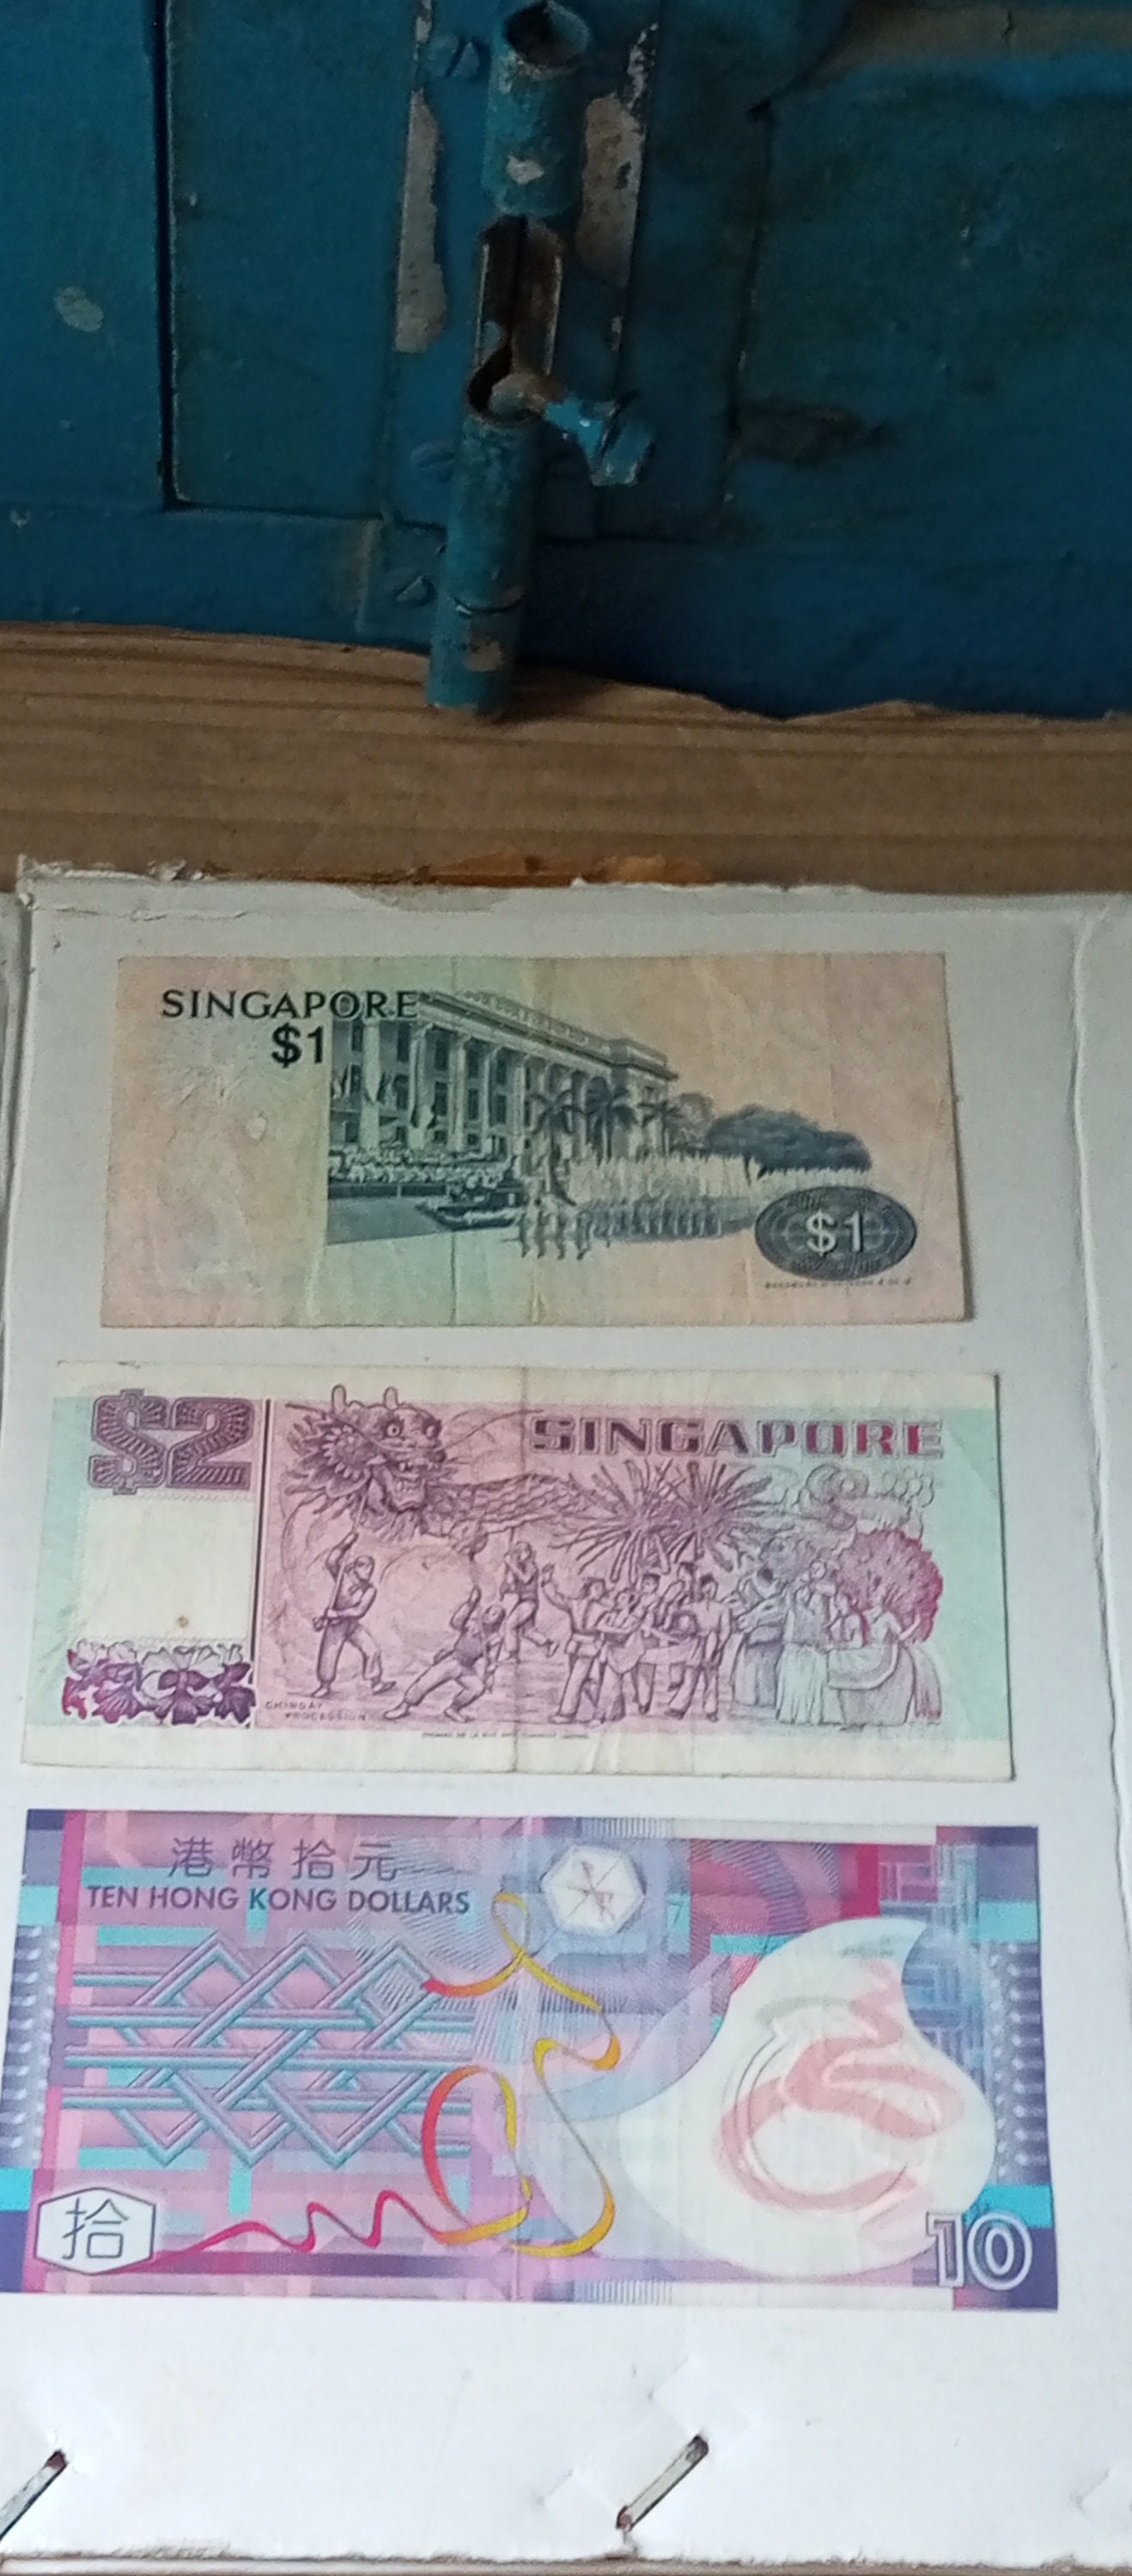 SINGAPORE
$1
$1
$2
SINGAPORE
CHINGAY
PROCESSION
港幣拾元
TEN HONG KONG DOLLARS
拾
10